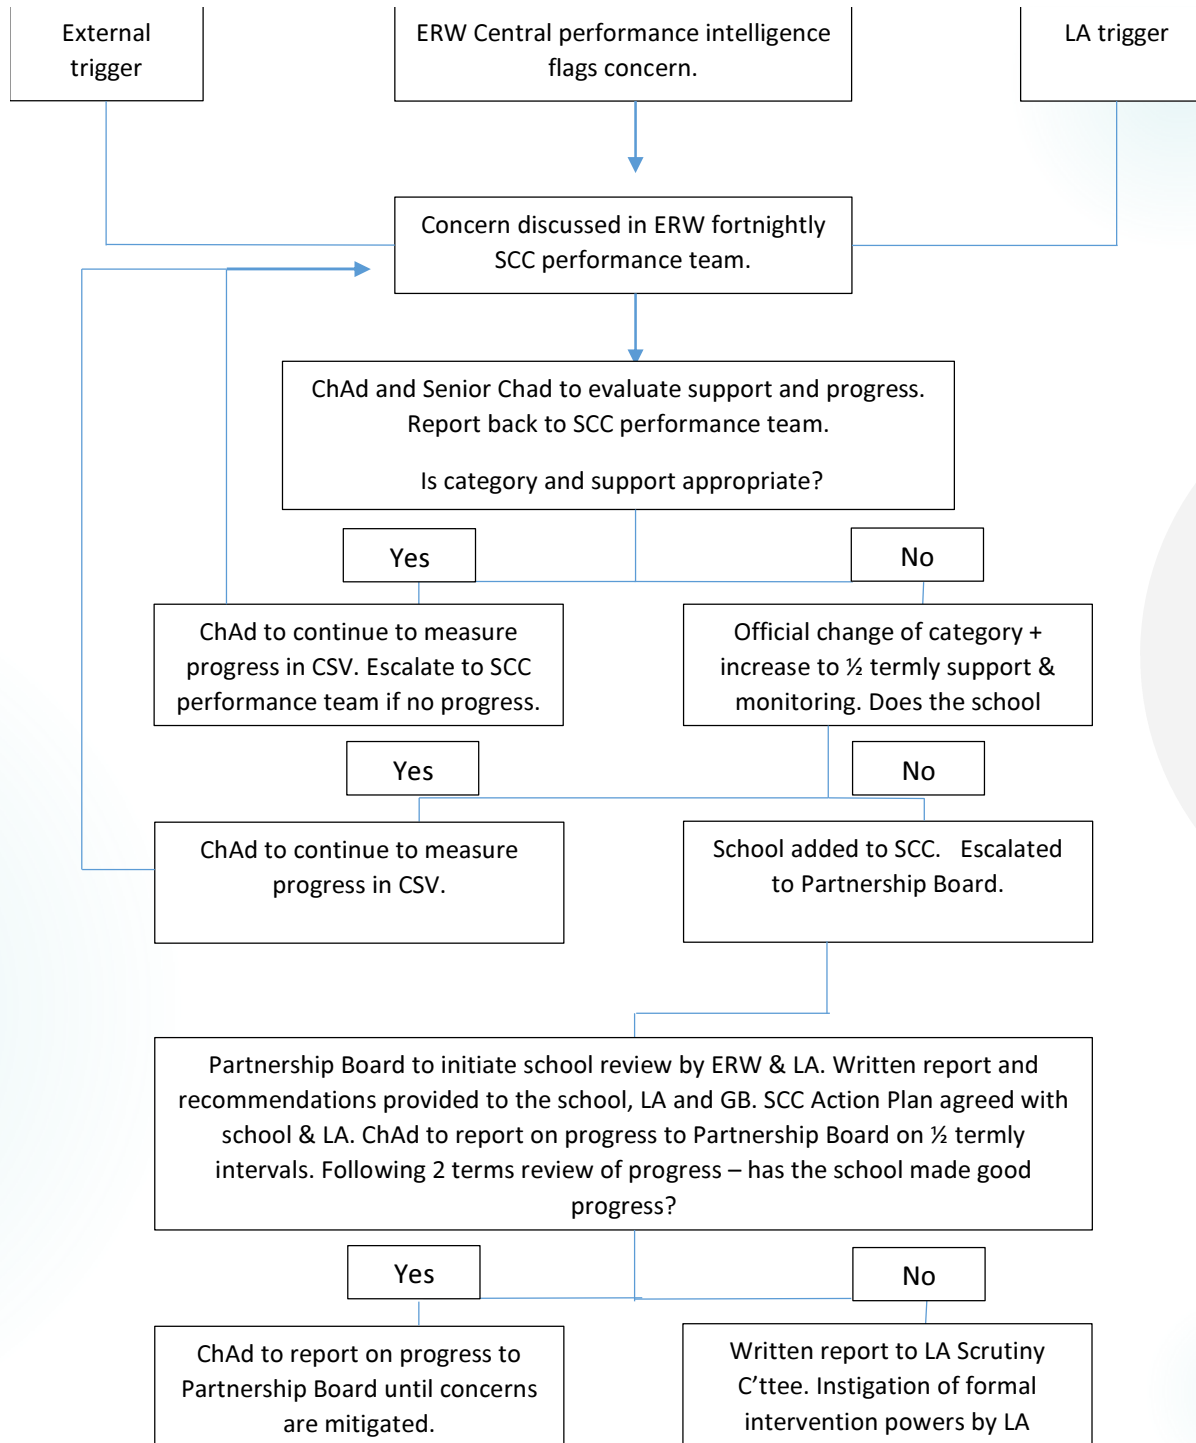 External
trigger
ERW Central performance intelligence
flags concern.
LA trigger
Concern discussed in ERW fortnightly
SCC performance team.
ChAd and Senior Chad to evaluate support and progress.
Report back to SCC performance team.
Is category and support appropriate?
Yes
No
ChAd to continue to measure
progress in CSV. Escalate to SCC
performance team if no progress.
Official change of category +
increase to ½ termly support &
monitoring. Does the school
Yes
No
ChAd to continue to measure
progress in CSV.
School added to SCC.   Escalated
to Partnership Board.
Partnership Board to initiate school review by ERW & LA. Written report and
recommendations provided to the school, LA and GB. SCC Action Plan agreed with
school & LA. ChAd to report on progress to Partnership Board on ½ termly
intervals. Following 2 terms review of progress – has the school made good
progress?
Yes
No
ChAd to report on progress to
Partnership Board until concerns
are mitigated.
Written report to LA Scrutiny
C’ttee. Instigation of formal
intervention powers by LA